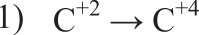 1) C⁺² → C⁺⁴